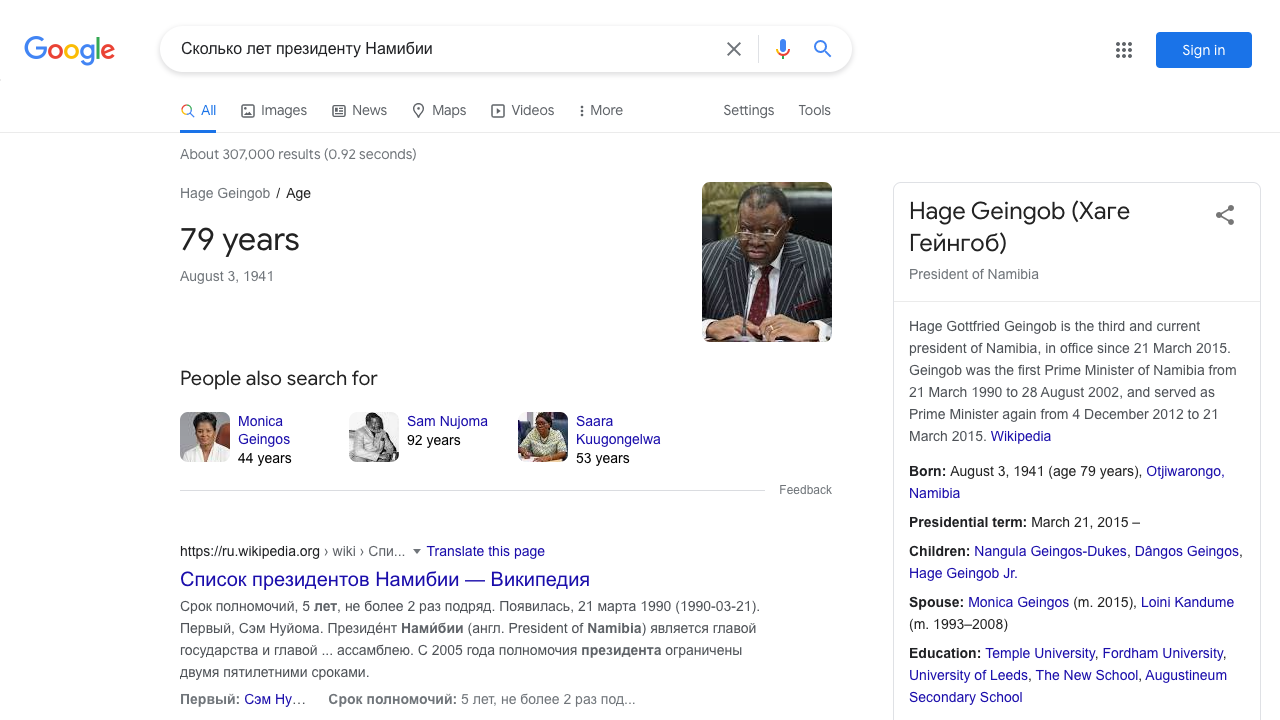 Google
Сколько лет президенту Намибии
Sign in
All Images News Maps Videos More Settings Tools
About 307,000 results (0.92 seconds)
Hage Geingob / Age
79 years
August 3, 1941
People also search for
Monica
Geingos
44 years
Sam Nujoma
92 years
Saara
Kuugongelwa
53 years
Feedback
https://ru.wikipedia.org › wiki › Спи... Translate this page
Список президентов Намибии — Википедия
Срок полномочий, 5 лет, не более 2 раз подряд. Появилась, 21 марта 1990 (1990-03-21).
Первый, Сэм Нуйома. Президе́нт Нами́бии (англ. President of Namibia) является главой
государства и главой ... ассамблею. С 2005 года полномочия президента ограничены
двумя пятилетними сроками.
Первый: Сэм Ну… Срок полномочий: 5 лет, не более 2 раз под...
Hage Geingob (Хаге
Гейнгоб)
President of Namibia
Hage Gottfried Geingob is the third and current
president of Namibia, in office since 21 March 2015.
Geingob was the first Prime Minister of Namibia from
21 March 1990 to 28 August 2002, and served as
Prime Minister again from 4 December 2012 to 21
March 2015. Wikipedia
Born: August 3, 1941 (age 79 years), Otjiwarongo,
Namibia
Presidential term: March 21, 2015 –
Children: Nangula Geingos-Dukes, Dângos Geingos,
Hage Geingob Jr.
Spouse: Monica Geingos (m. 2015), Loini Kandume
(m. 1993–2008)
Education: Temple University, Fordham University,
University of Leeds, The New School, Augustineum
Secondary School